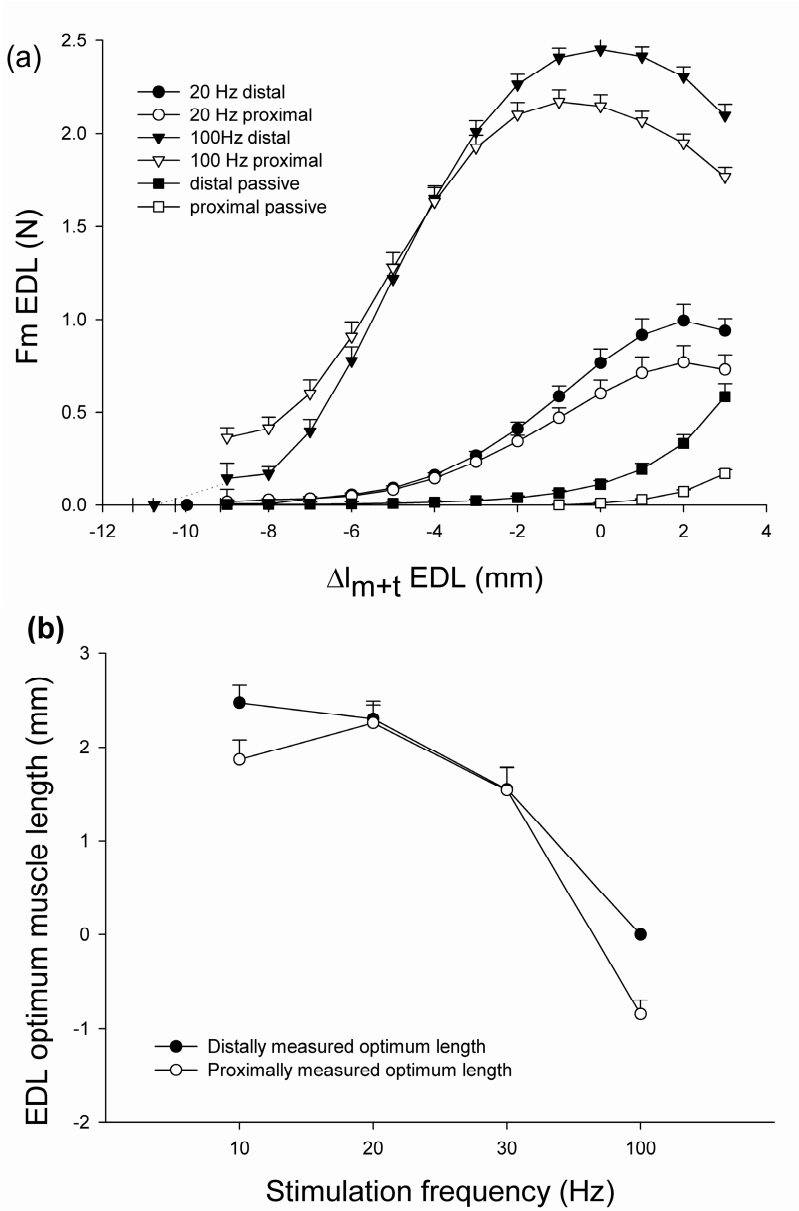 (a)
2.5
2.0
1.5
1.0
0.5
0.0
Fm EDL (N)
20 Hz distal
20 Hz proximal
100Hz distal
100 Hz proximal
distal passive
proximal passive
-12 -10 -8 -6 -4 -2 0 2 4
Δlm+t EDL (mm)
(b)
3
2
1
0
-1
-2
EDL optimum muscle length (mm)
Distally measured optimum length
Proximally measured optimum length
10 20 30 100
Stimulation frequency (Hz)